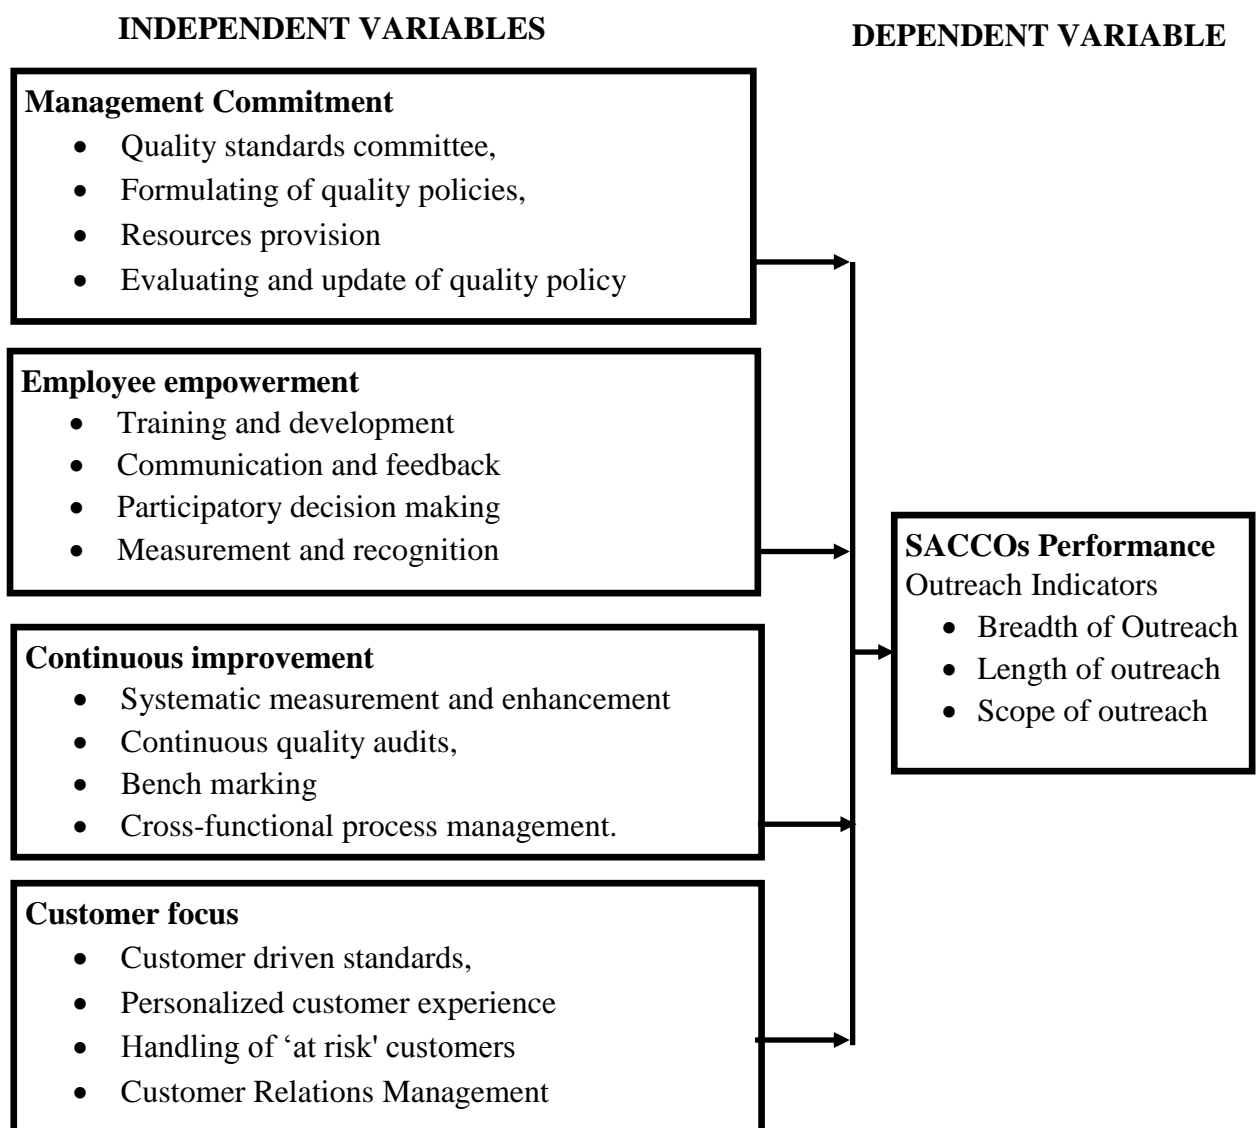 INDEPENDENT VARIABLES
DEPENDENT VARIABLE
Management Commitment
• Quality standards committee,
• Formulating of quality policies,
• Resources provision
• Evaluating and update of quality policy
Employee empowerment
• Training and development
• Communication and feedback
• Participatory decision making
• Measurement and recognition
Continuous improvement
• Systematic measurement and enhancement
• Continuous quality audits,
• Bench marking
• Cross-functional process management.
Customer focus
• Customer driven standards,
• Personalized customer experience
• Handling of ‘at risk' customers
• Customer Relations Management
SACCOs Performance
Outreach Indicators
• Breadth of Outreach
• Length of outreach
• Scope of outreach